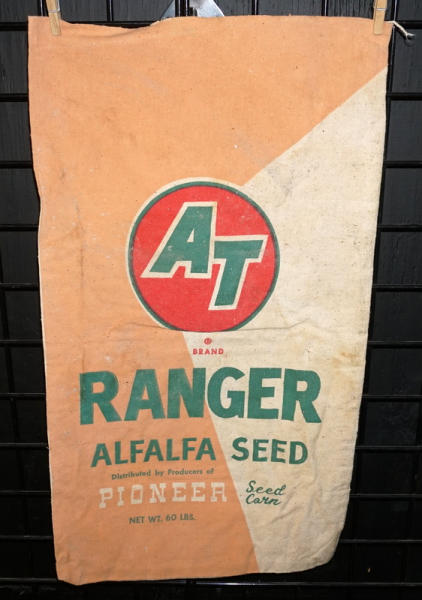 AT
® BRAND
RANGER
ALFALFA SEED
Distributed by Producers of
PIONEER Seed Corn
NET WT. 60 LBS.